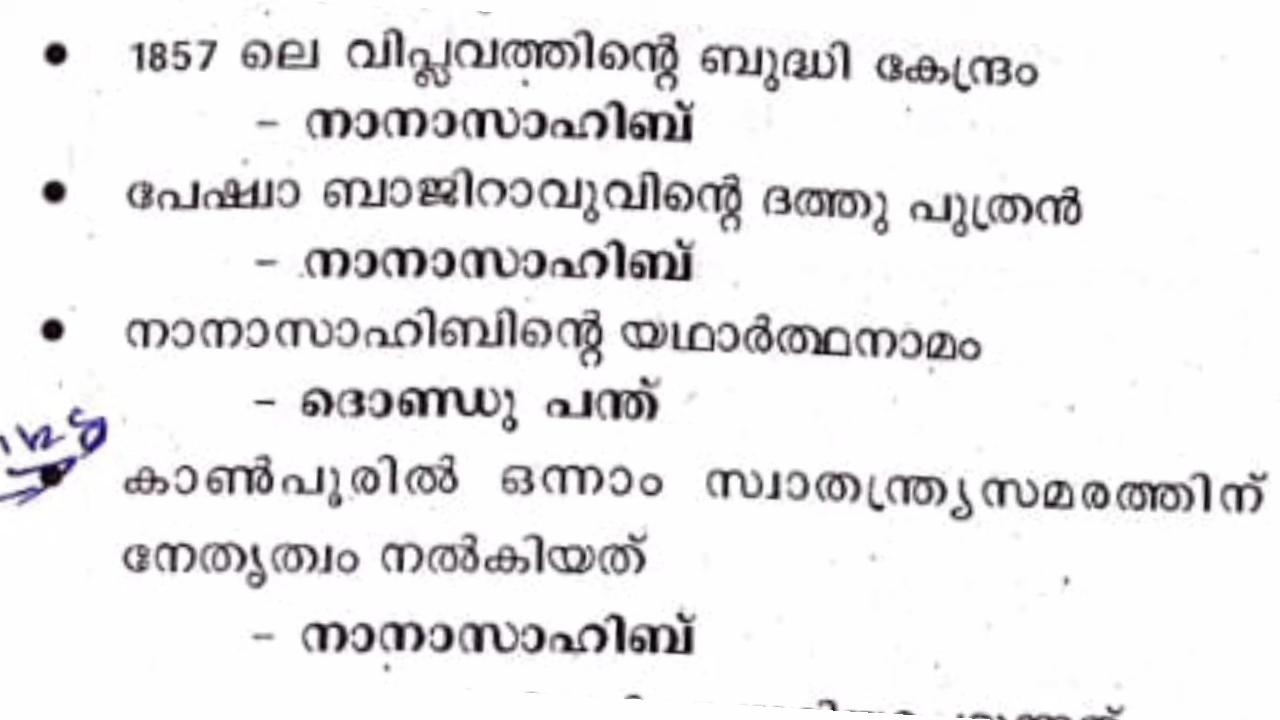 • 1857 ലെ വിപ്ലവത്തിന്റെ ബുദ്ധി കേന്ദ്രം
– നാനാസാഹിബ്
• പേഷ്വാ ബാജിറാവുവിന്റെ ദത്തു പുത്രൻ
– നാനാസാഹിബ്
• നാനാസാഹിബിന്റെ യഥാർത്ഥനാമം
– ദൊണ്ഡു പന്ത്
• കാൺപൂരിൽ ഒന്നാം സ്വാതന്ത്ര്യസമരത്തിന്
നേതൃത്വം നൽകിയത്
– നാനാസാഹിബ്